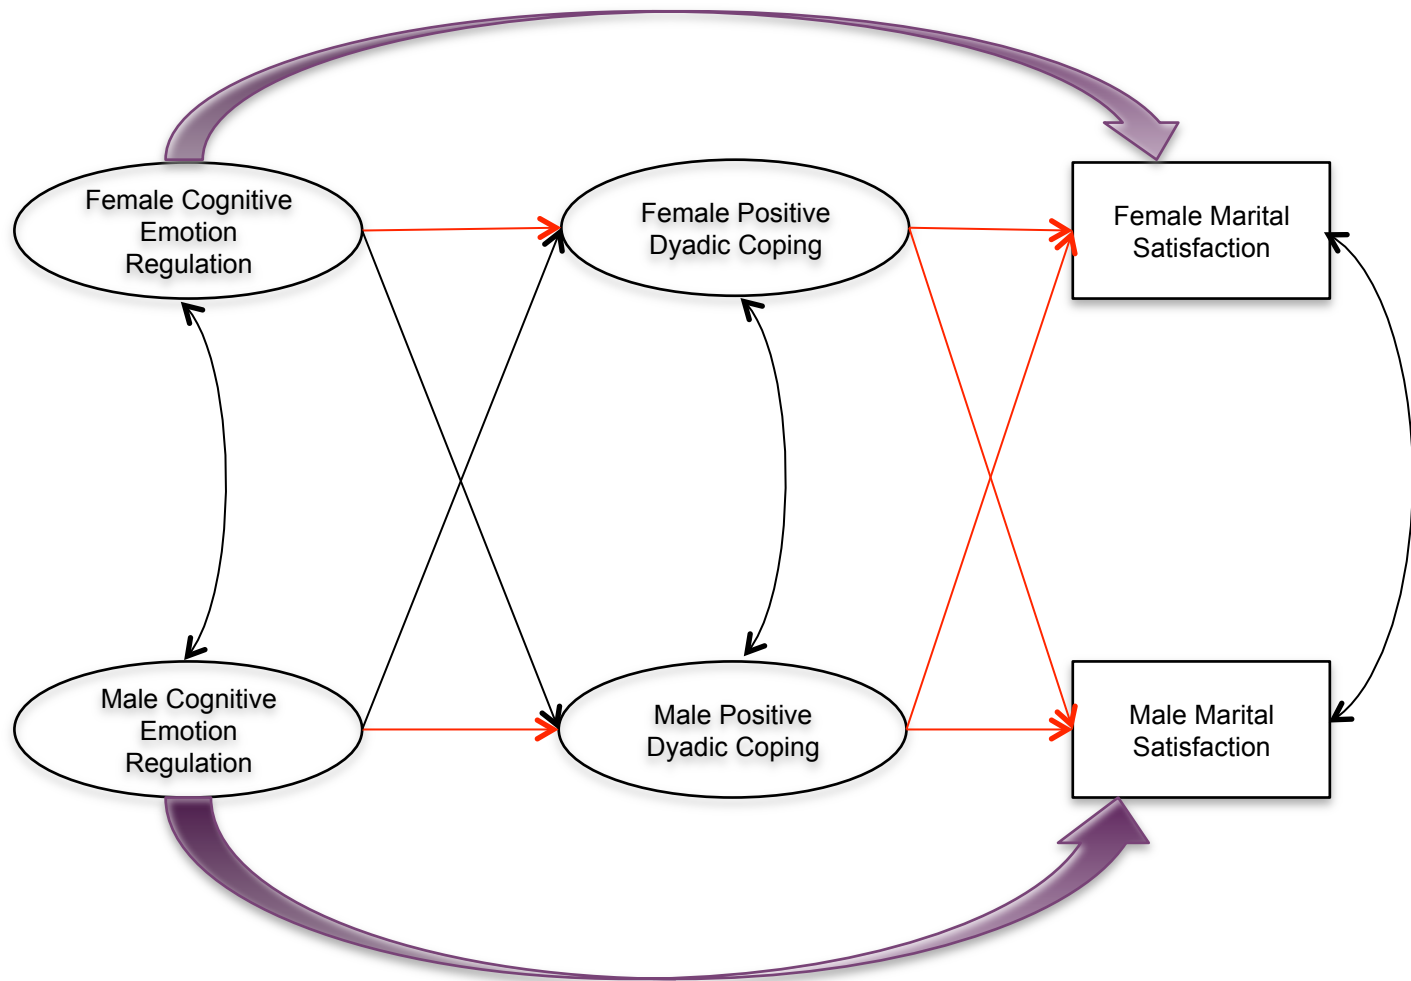 Female Cognitive
Emotion
Regulation
Female Positive
Dyadic Coping
Female Marital
Satisfaction
Male Cognitive
Emotion
Regulation
Male Positive
Dyadic Coping
Male Marital
Satisfaction